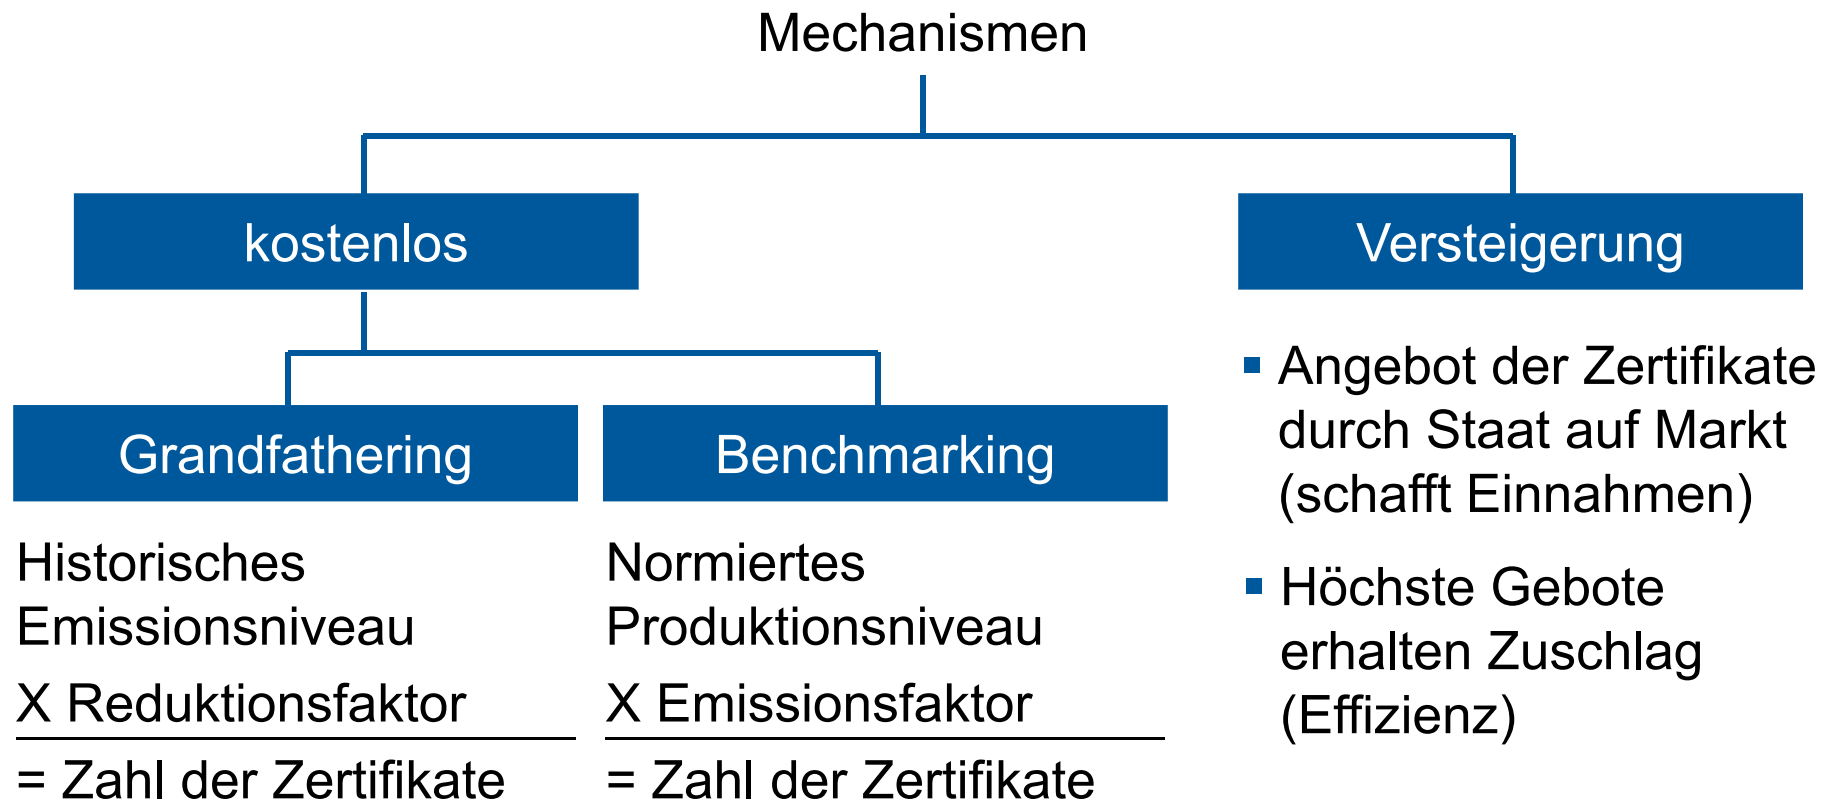 Mechanismen
kostenlos
Versteigerung
Grandfathering
Benchmarking
Historisches
Emissionsniveau
X Reduktionsfaktor
= Zahl der Zertifikate
Normiertes
Produktionsniveau
X Emissionsfaktor
= Zahl der Zertifikate
▪ Angebot der Zertifikate
durch Staat auf Markt
(schafft Einnahmen)
▪ Höchste Gebote
erhalten Zuschlag
(Effizienz)